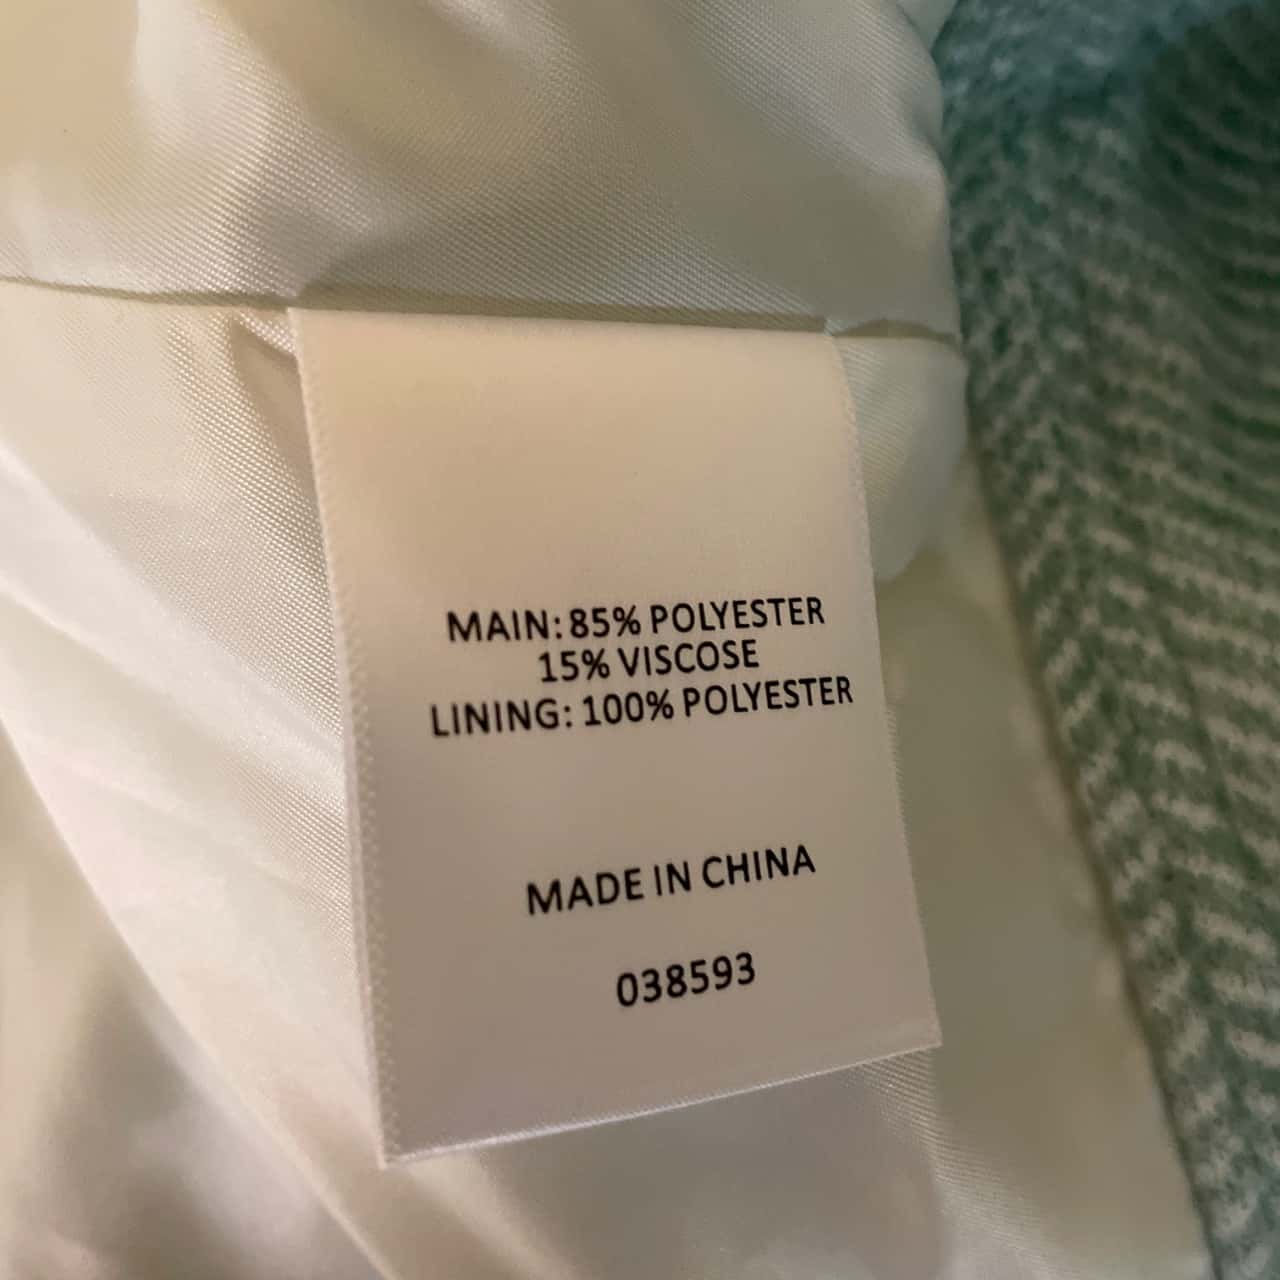 MAIN: 85% POLYESTER
15% VISCOSE
LINING: 100% POLYESTER
MADE IN CHINA
038593